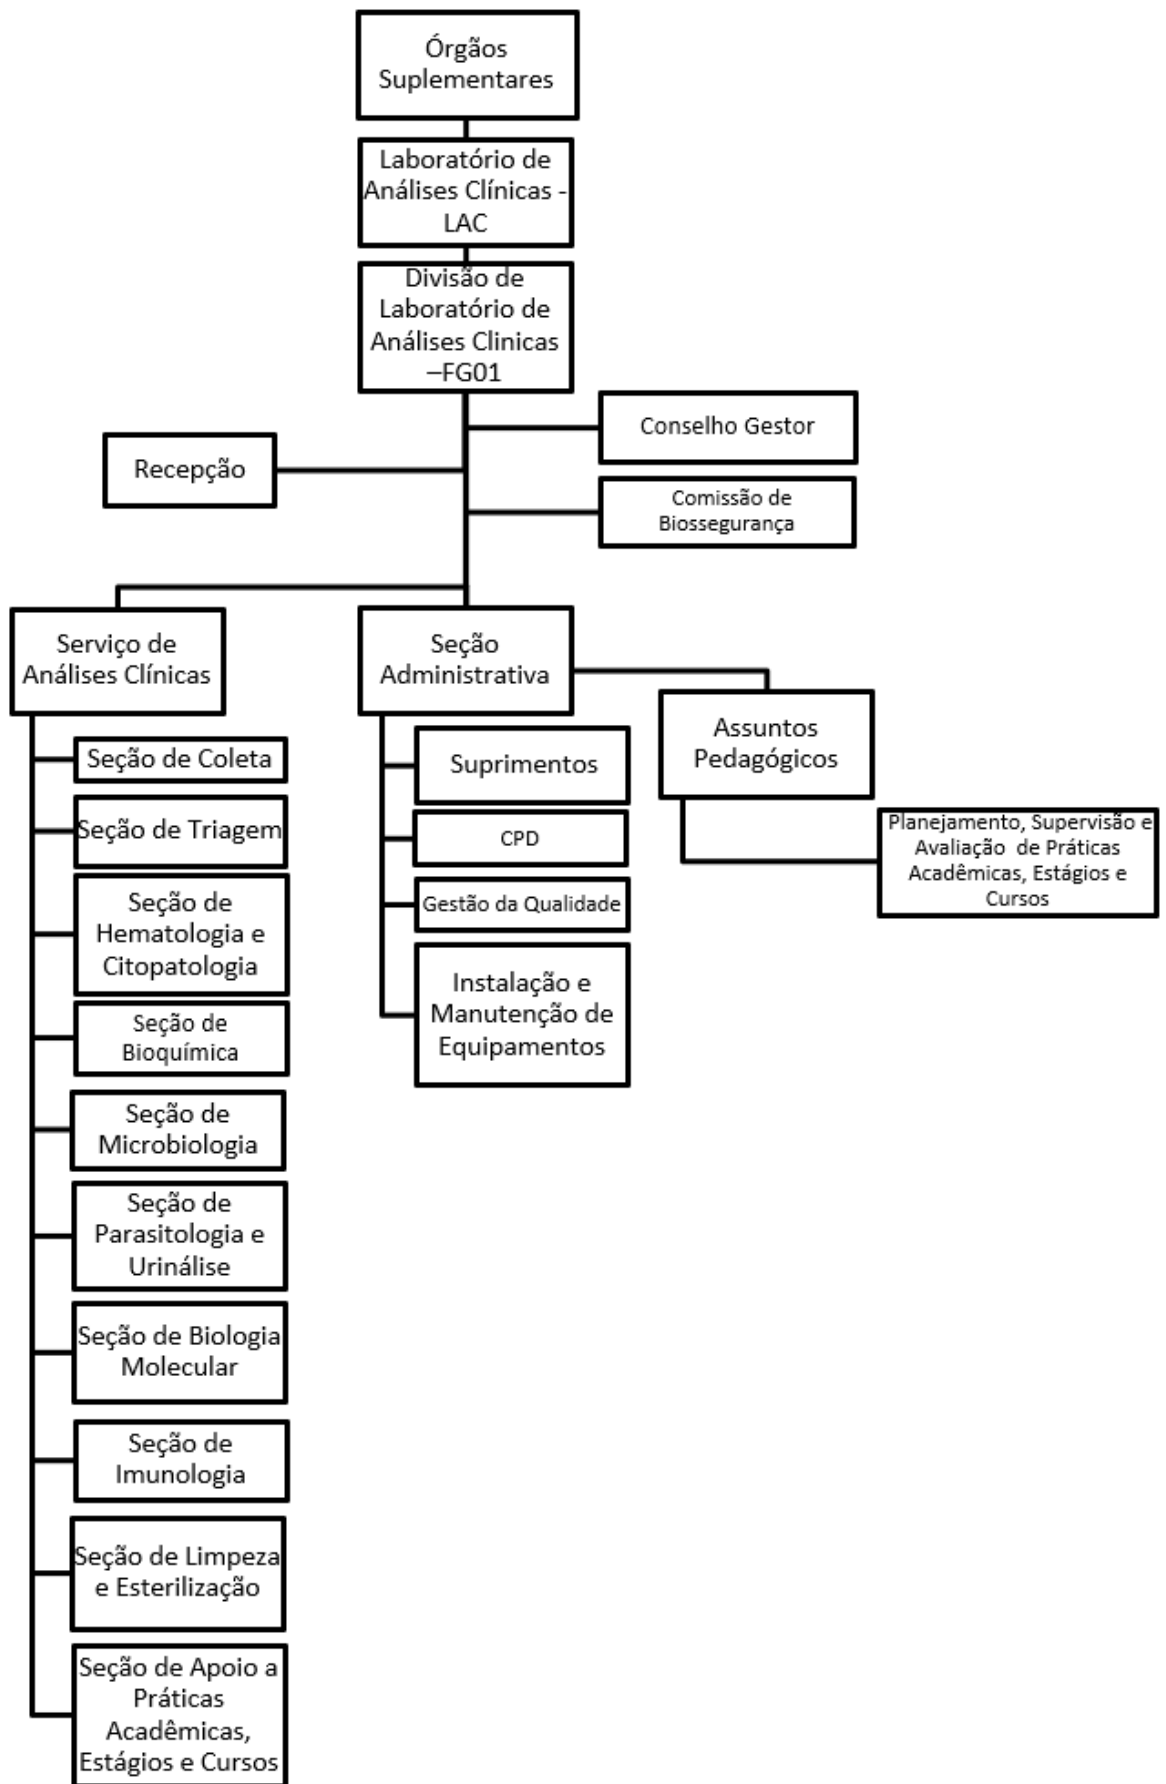 Órgãos
Suplementares
Laboratório de
Análises Clínicas -
LAC
Divisão de
Laboratório de
Análises Clinicas
–FG01
Conselho Gestor
Recepção
Comissão de
Biossegurança
Serviço de
Análises Clínicas
Seção de Coleta
Seção de Triagem
Seção de
Hematologia e
Citopatologia
Seção de
Bioquímica
Seção de
Microbiologia
Seção de
Parasitologia e
Urinálise
Seção de Biologia
Molecular
Seção de
Imunologia
Seção de Limpeza
e Esterilização
Seção de Apoio a
Práticas
Acadêmicas,
Estágios e Cursos
Seção
Administrativa
Suprimentos
CPD
Gestão da Qualidade
Instalação e
Manutenção de
Equipamentos
Assuntos
Pedagógicos
Planejamento, Supervisão e
Avaliação de Práticas
Acadêmicas, Estágios e
Cursos